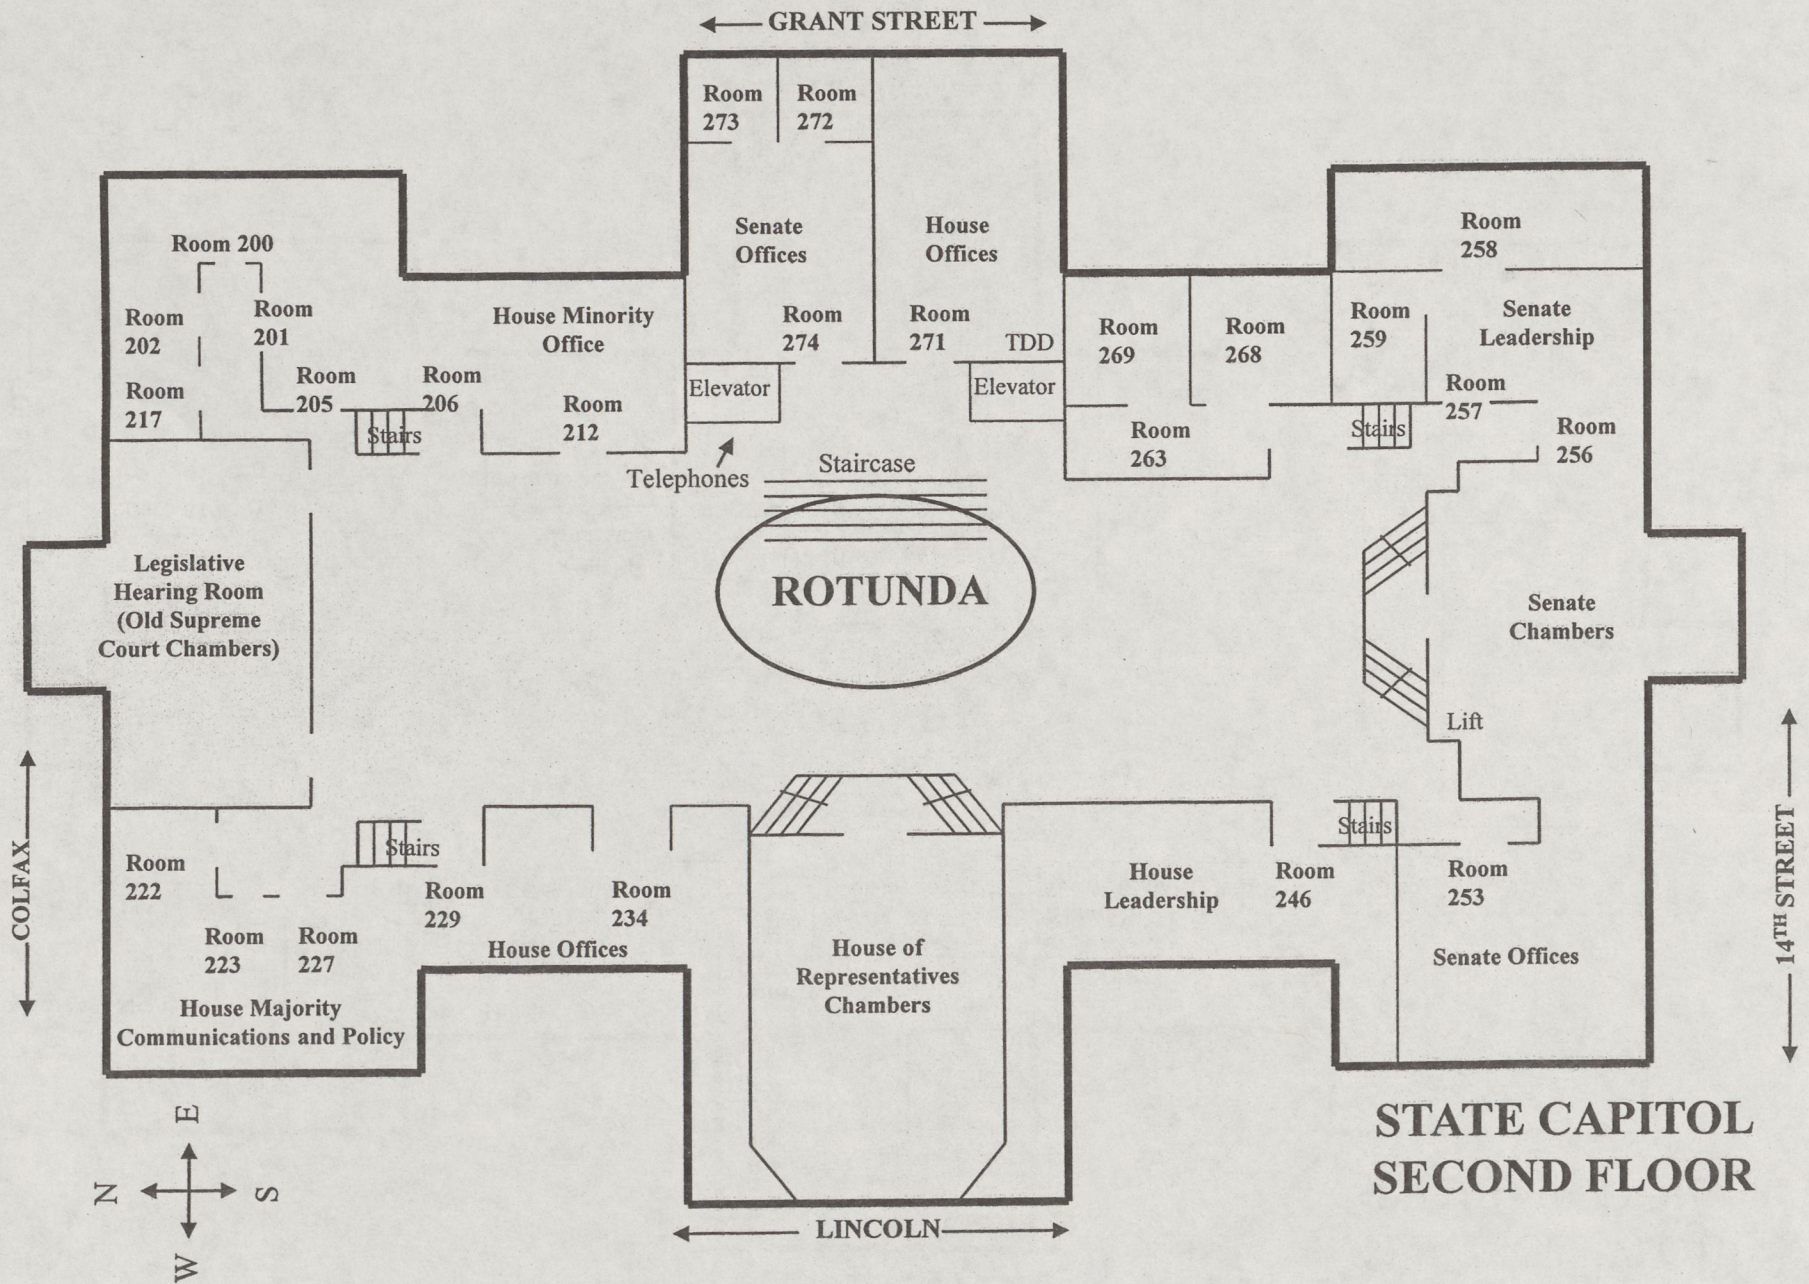 GRANT STREET
Room
273
Room
272
Senate
Offices
House
Offices
Room
274
Room
271
TDD
Elevator
Elevator
Telephones
Staircase
ROTUNDA
Room 200
Room
202
Room
201
Room
217
Room
205
Room
206
Stairs
House Minority
Office
Room
212
Room
269
Room
268
Room
263
Room
259
Room
258
Senate
Leadership
Room
257
Room
256
Stairs
Legislative
Hearing Room
(Old Supreme
Court Chambers)
Senate
Chambers
Lift
COLFAX
14TH STREET
Room
222
Room
223
Room
227
Stairs
Room
229
Room
234
House Offices
House Majority
Communications and Policy
House of
Representatives
Chambers
House
Leadership
Room
246
Stairs
Room
253
Senate Offices
E
N
S
W
LINCOLN
STATE CAPITOL
SECOND FLOOR